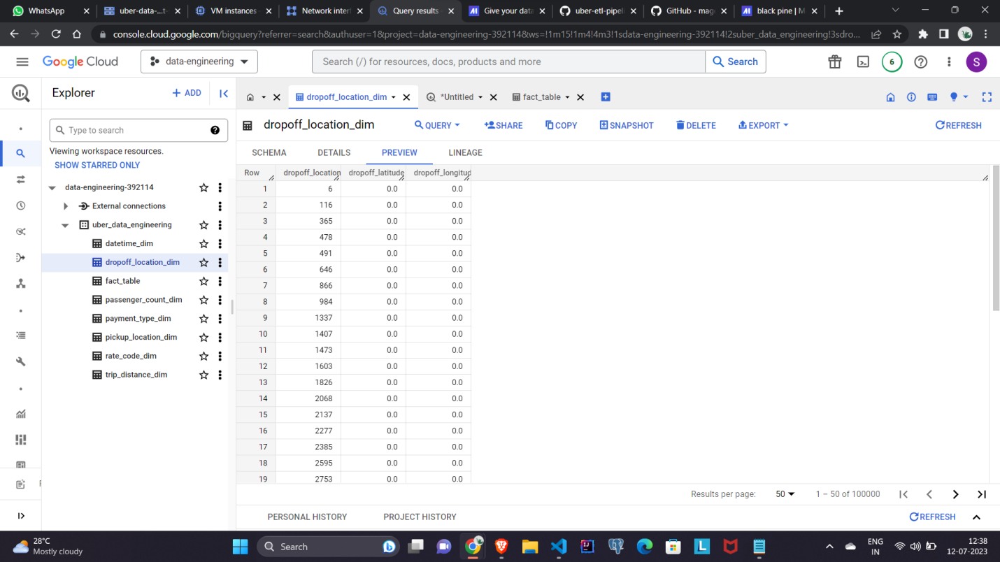 WhatsApp
uber-data-...t-
VM instances -
Network interf
Query results
Give your data
uber-etl-pipelin
GitHub - mage
black pine | M
console.cloud.google.com/bigquery?referrer=search&authuser=1&project=data-engineering-392114&ws=!1m15!1m4!4m3!1sdata-engineering-392114!2suber_data_engineering!3sdro...
Google Cloud
data-engineering
Search (/) for resources, docs, products and more
Search
6
S
Explorer
+ ADD
dropoff_location_dim
*Untitled
fact_table
Type to search
Viewing workspace resources.
SHOW STARRED ONLY
data-engineering-392114
External connections
uber_data_engineering
datetime_dim
dropoff_location_dim
fact_table
passenger_count_dim
payment_type_dim
pickup_location_dim
rate_code_dim
trip_distance_dim
dropoff_location_dim
QUERY
SHARE
COPY
SNAPSHOT
DELETE
EXPORT
REFRESH
SCHEMA
DETAILS
PREVIEW
LINEAGE
Row dropoff_location dropoff_latitude dropoff_longitud
1 6 0.0 0.0
2 116 0.0 0.0
3 365 0.0 0.0
4 478 0.0 0.0
5 491 0.0 0.0
6 646 0.0 0.0
7 866 0.0 0.0
8 984 0.0 0.0
9 1337 0.0 0.0
10 1407 0.0 0.0
11 1473 0.0 0.0
12 1603 0.0 0.0
13 1826 0.0 0.0
14 2068 0.0 0.0
15 2137 0.0 0.0
16 2277 0.0 0.0
17 2385 0.0 0.0
18 2595 0.0 0.0
19 2753 0.0 0.0
Results per page: 50 1 – 50 of 100000
PERSONAL HISTORY
PROJECT HISTORY
REFRESH
28°C
Mostly cloudy
Search
ENG
IN
12:38
12-07-2023